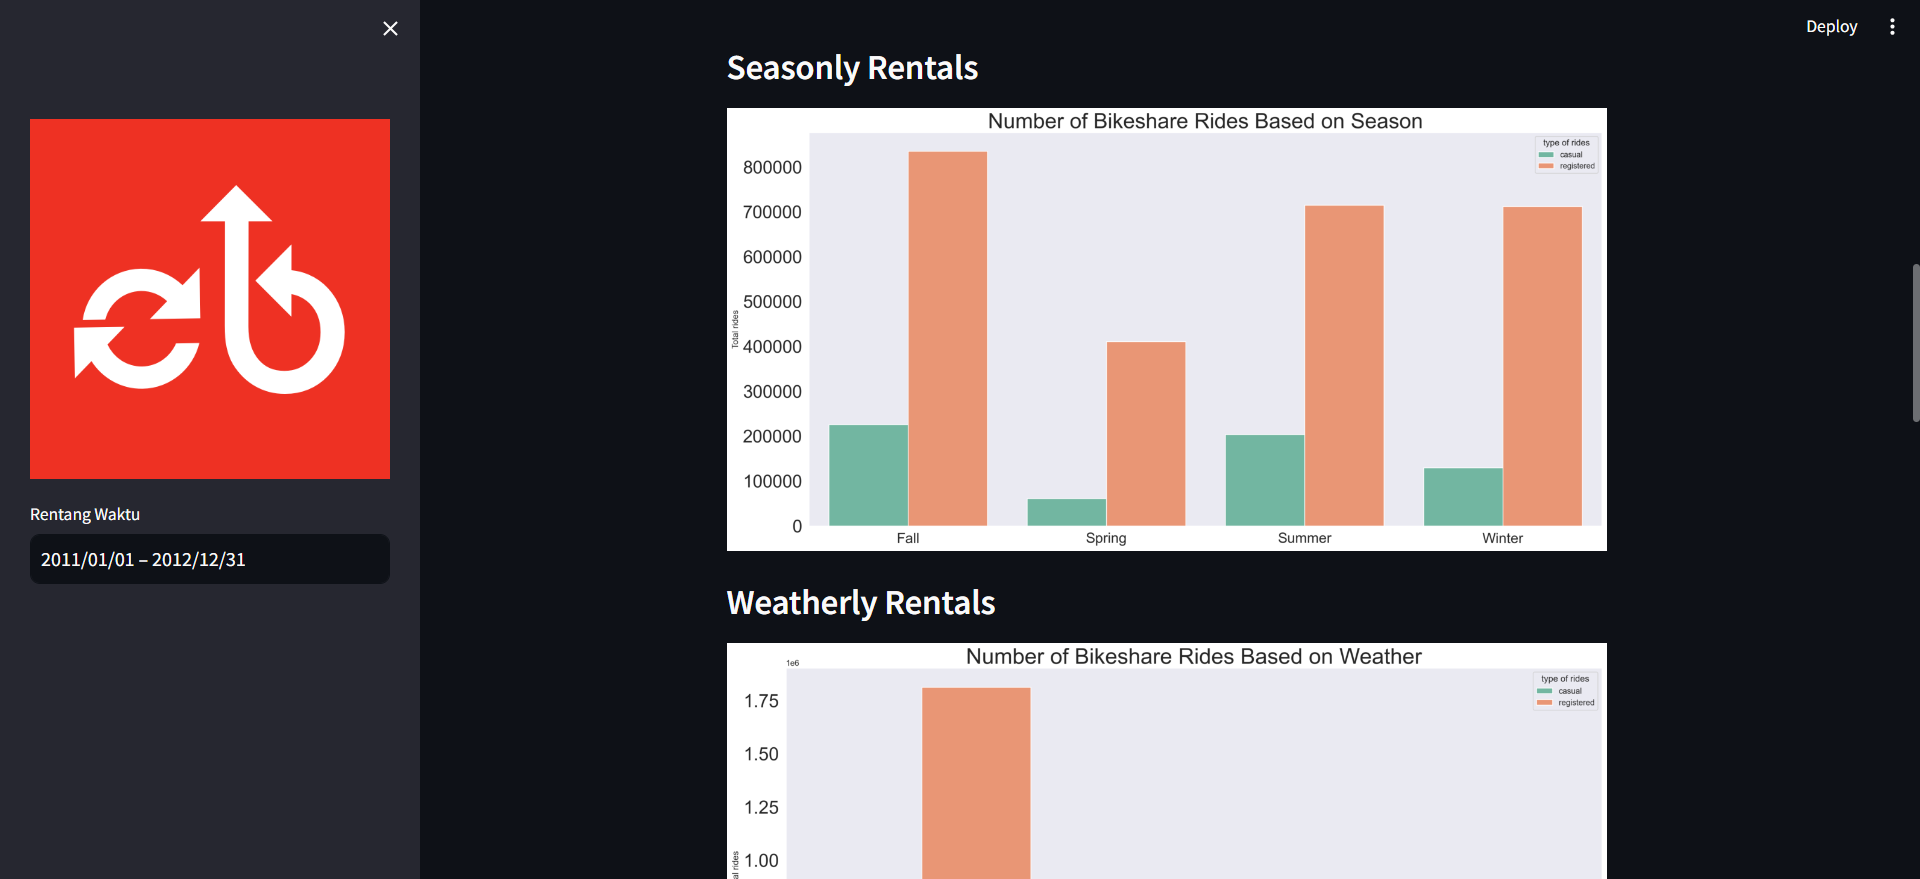 Deploy
Seasonly Rentals
Number of Bikeshare Rides Based on Season
type of rides
casual
registered
800000
700000
600000
500000
400000
300000
200000
100000
0
Total rides
Fall Spring Summer Winter
Rentang Waktu
2011/01/01 – 2012/12/31
Weatherly Rentals
Number of Bikeshare Rides Based on Weather
1e6
type of rides
casual
registered
1.75
1.50
1.25
1.00
al rides